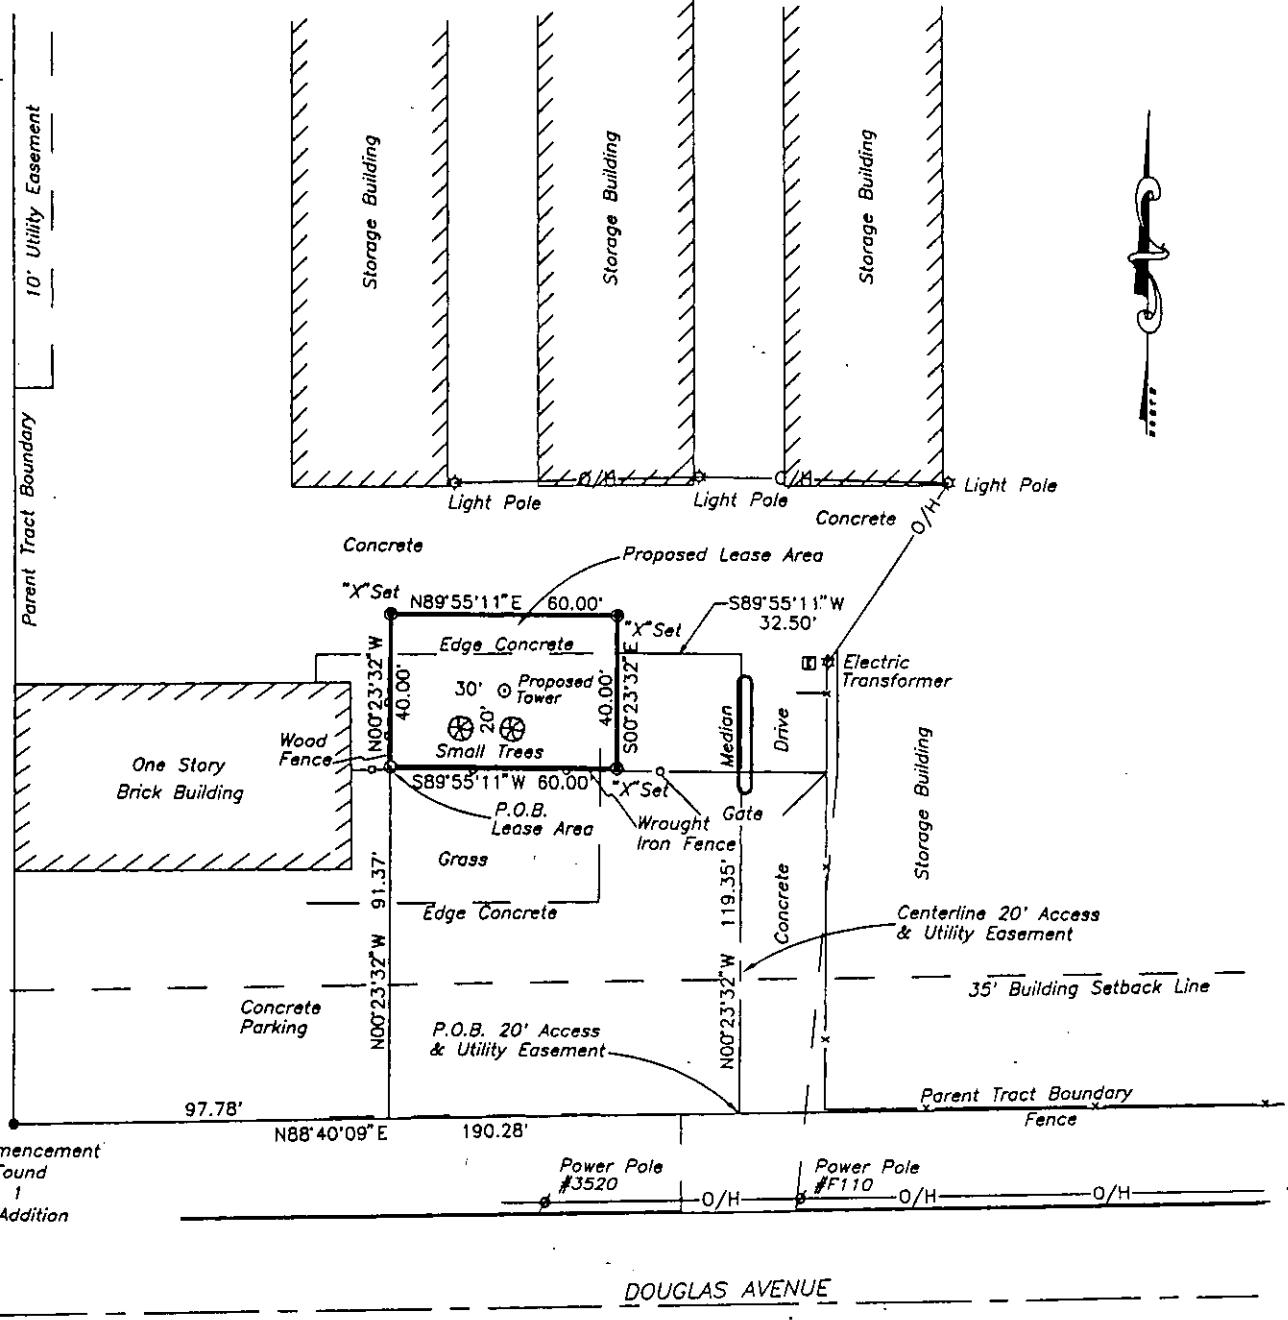 10' Utility Easement
Storage Building
Storage Building
Storage Building
NORTH
Parent Tract Boundary
O/H
O/H
Light Pole
Light Pole
Light Pole
Concrete
O/H
Concrete
Proposed Lease Area
"X" Set
N89°55'11"E 60.00'
S89°55'11"W
32.50'
"X" Set
Edge Concrete
N00°23'32"W
40.00'
30'
Proposed
Tower
20'
40.00'
S00°23'32"E
E
Electric
Transformer
Wood
Fence
Small Trees
Median
Drive
One Story
Brick Building
S89°55'11"W 60.00'
"X" Set
Storage Building
P.O.B.
Lease Area
Wrought
Iron Fence
Gate
Grass
N00°23'32"W 91.37'
Edge Concrete
N00°23'32"W 119.35'
Concrete
Centerline 20' Access
& Utility Easement
35' Building Setback Line
Concrete
Parking
P.O.B. 20' Access
& Utility Easement
97.78'
N88°40'09"E 190.28'
Parent Tract Boundary
Fence
mencement
ound
1
Addition
Power Pole
#3520
Power Pole
#F110
O/H
O/H
O/H
DOUGLAS AVENUE